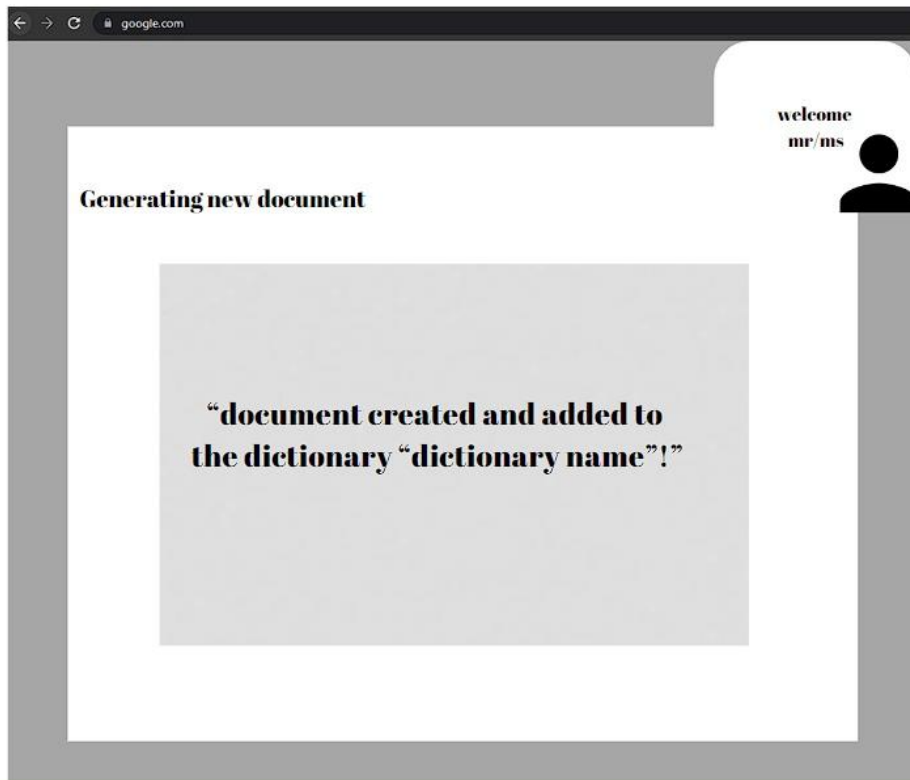 google.com
welcome
mr/ms
Generating new document
“document created and added to
the dictionary “dictionary name”!”